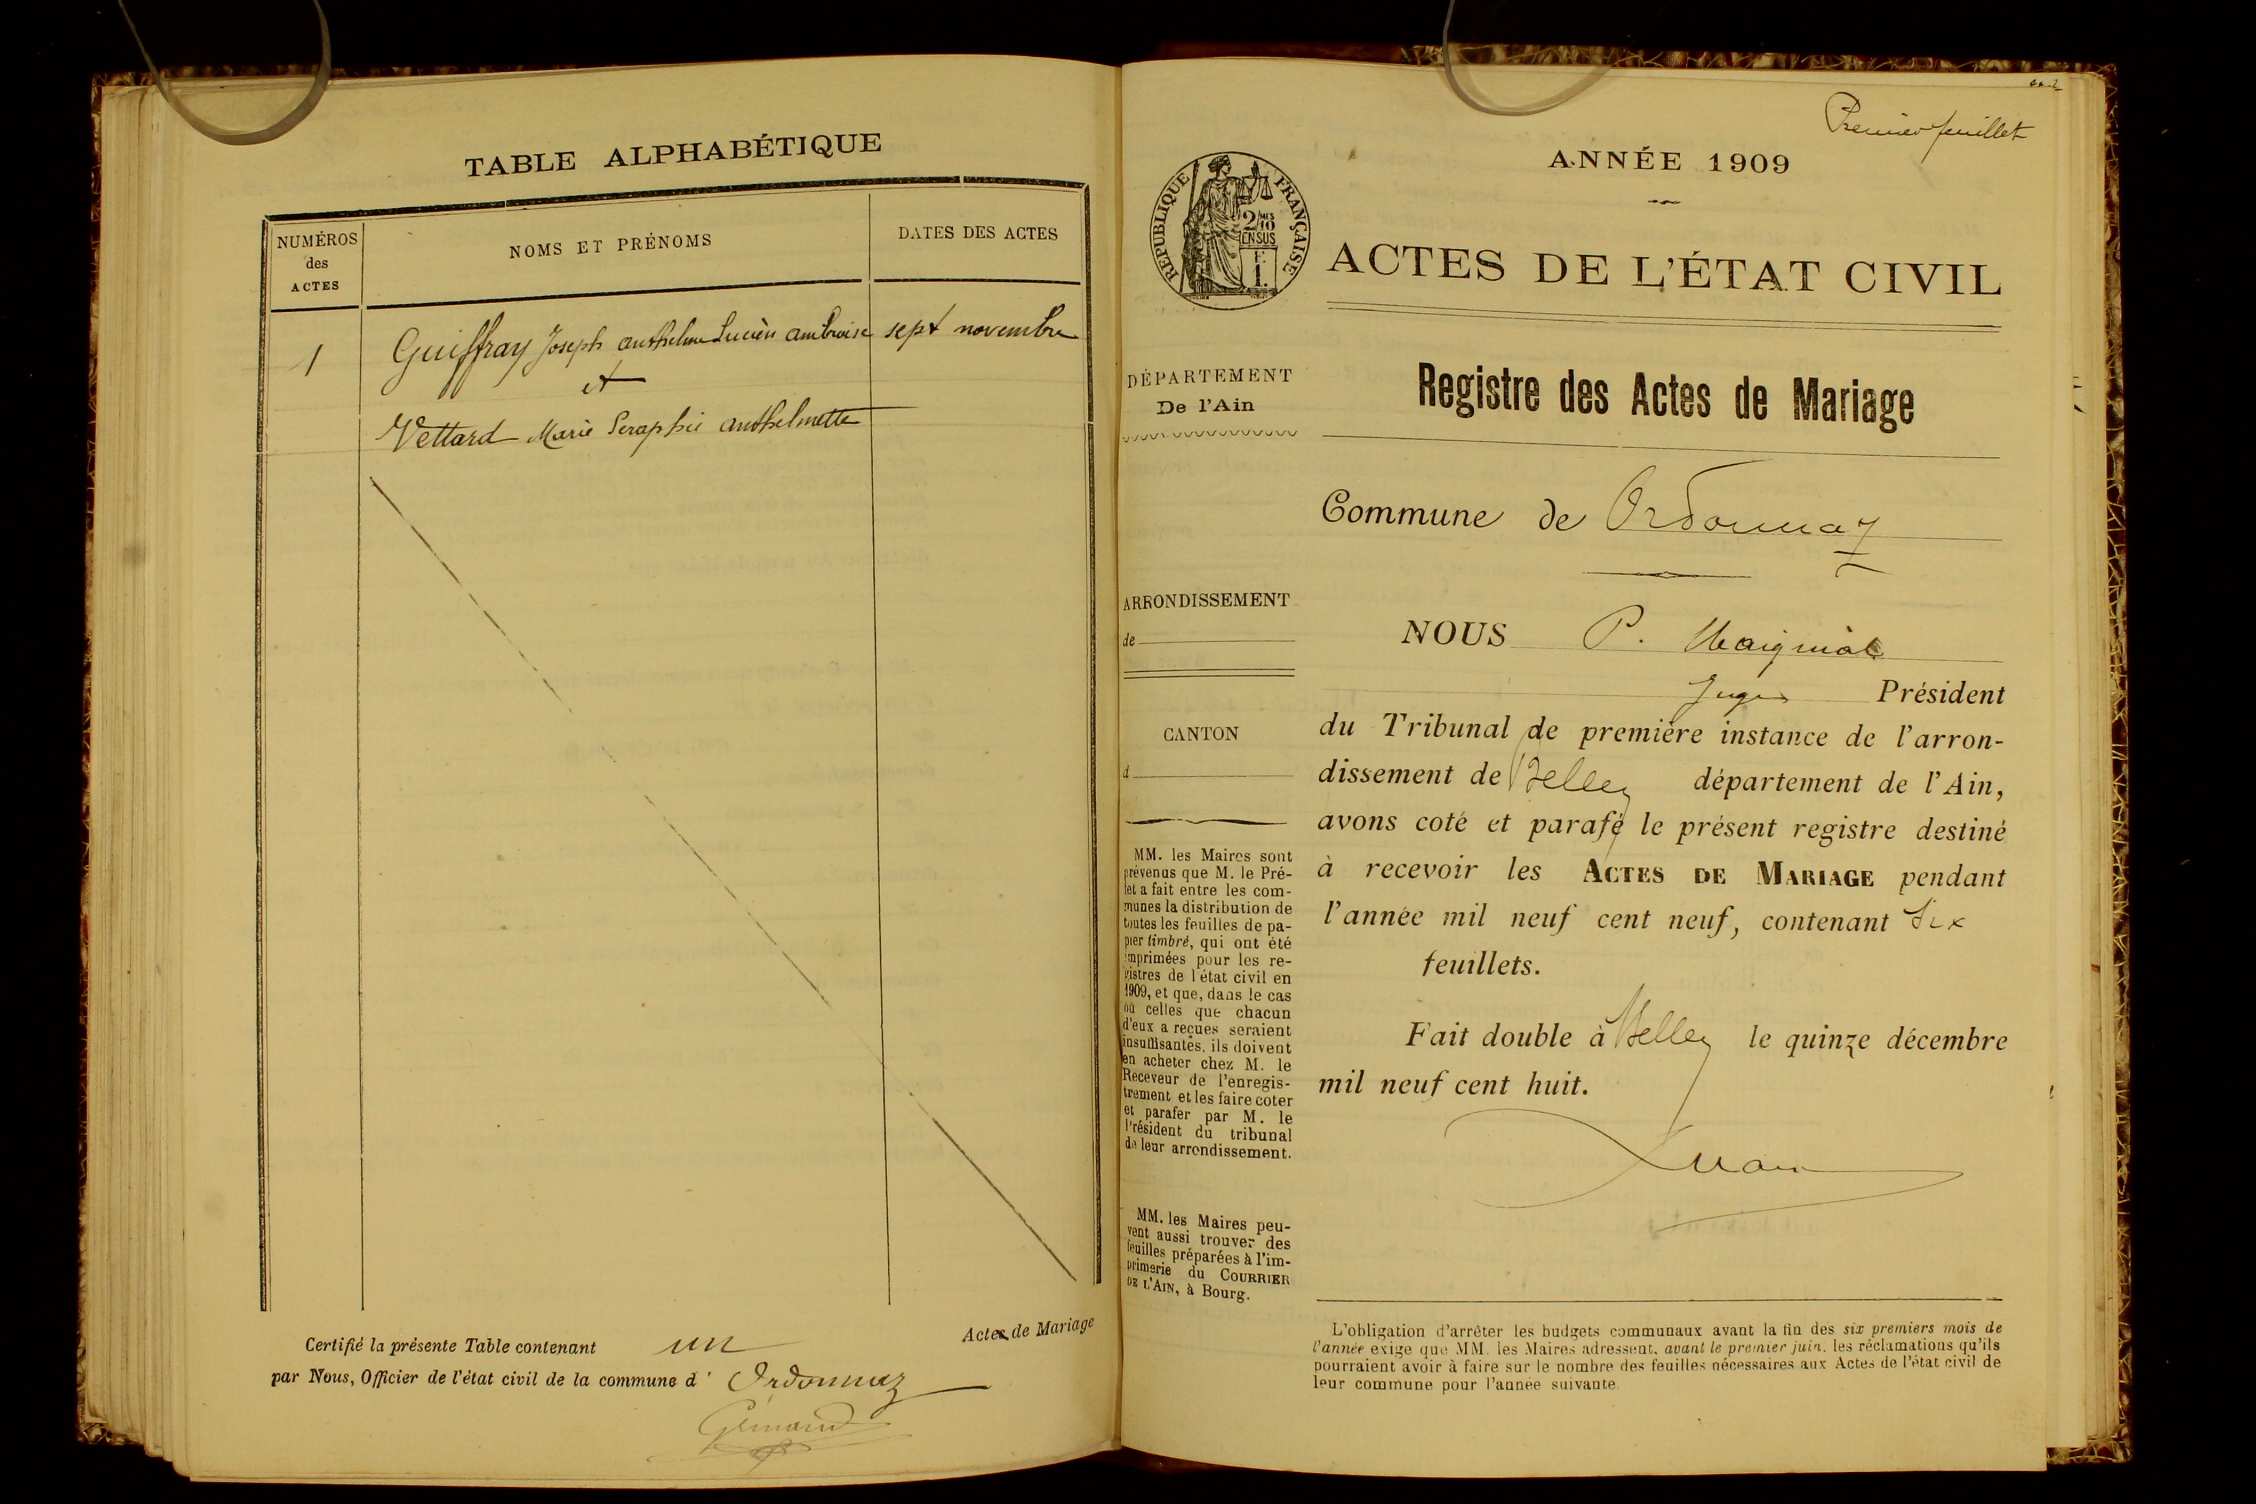 TABLE ALPHABÉTIQUE
NUMÉROS
des
ACTES
NOMS ET PRÉNOMS
DATES DES ACTES
1
Guiffray Joseph anthelme Lucien ambroise
sept novembre
et
Vettard Marie Seraphie anthelmette
Certifié la présente Table contenant un Actes de Mariage
par Nous, Officier de l'état civil de la commune d' Ordonnaz
Premier feuillet
ANNÉE 1909
RÉPUBLIQUE FRANÇAISE
2/10
MES
EN SUS
F.
1.
ACTES DE L'ÉTAT CIVIL
DÉPARTEMENT
De l'Ain
Registre des Actes de Mariage
Commune de Ordonnaz
ARRONDISSEMENT
de
CANTON
d
MM. les Maires sont
prévenus que M. le Pré-
fet a fait entre les com-
munes la distribution de
toutes les feuilles de pa-
pier timbré, qui ont été
imprimées pour les re-
gistres de l'état civil en
1909, et que, dans le cas
où celles que chacun
d'eux a reçues seraient
insuffisantes, ils doivent
en acheter chez M. le
Receveur de l'enregis-
trement et les faire coter
et parafer par M. le
Président du tribunal
de leur arrondissement.
MM. les Maires peu-
vent aussi trouver des
feuilles préparées à l'im-
primerie du COURRIER
DE L'AIN, à Bourg.
NOUS P.
Juge Président
du Tribunal de première instance de l'arron-
dissement de Belley département de l'Ain,
avons coté et parafé le présent registre destiné
à recevoir les ACTES DE MARIAGE pendant
l'année mil neuf cent neuf, contenant six
feuillets.
Fait double à Belley le quinze décembre
mil neuf cent huit.
L'obligation d'arrêter les budgets communaux avant la fin des six premiers mois de
l'année exige que MM. les Maires adressent, avant le premier juin, les réclamations qu'ils
pourraient avoir à faire sur le nombre des feuilles nécessaires aux Actes de l'état civil de
leur commune pour l'année suivante.